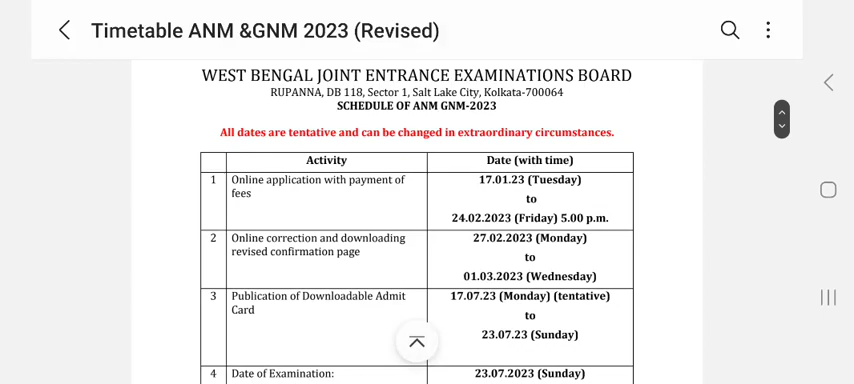 Timetable ANM &GNM 2023 (Revised)
WEST BENGAL JOINT ENTRANCE EXAMINATIONS BOARD
RUPANNA, DB 118, Sector 1, Salt Lake City, Kolkata-700064
SCHEDULE OF ANM GNM-2023
All dates are tentative and can be changed in extraordinary circumstances.
Activity Date (with time)
1 Online application with payment of fees 17.01.23 (Tuesday)
to
24.02.2023 (Friday) 5.00 p.m.
2 Online correction and downloading revised confirmation page 27.02.2023 (Monday)
to
01.03.2023 (Wednesday)
3 Publication of Downloadable Admit Card 17.07.23 (Monday) (tentative)
to
23.07.23 (Sunday)
4 Date of Examination: 23.07.2023 (Sunday)